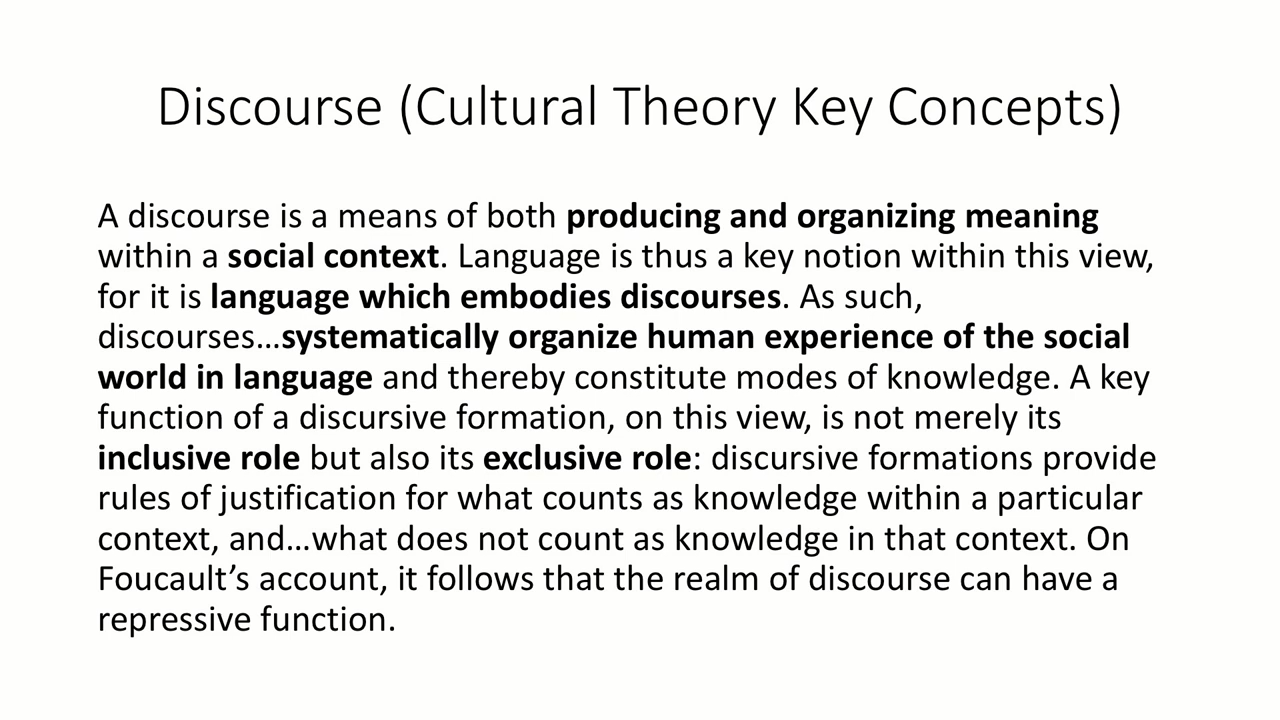 Discourse (Cultural Theory Key Concepts)
A discourse is a means of both producing and organizing meaning
within a social context. Language is thus a key notion within this view,
for it is language which embodies discourses. As such,
discourses…systematically organize human experience of the social
world in language and thereby constitute modes of knowledge. A key
function of a discursive formation, on this view, is not merely its
inclusive role but also its exclusive role: discursive formations provide
rules of justification for what counts as knowledge within a particular
context, and…what does not count as knowledge in that context. On
Foucault’s account, it follows that the realm of discourse can have a
repressive function.